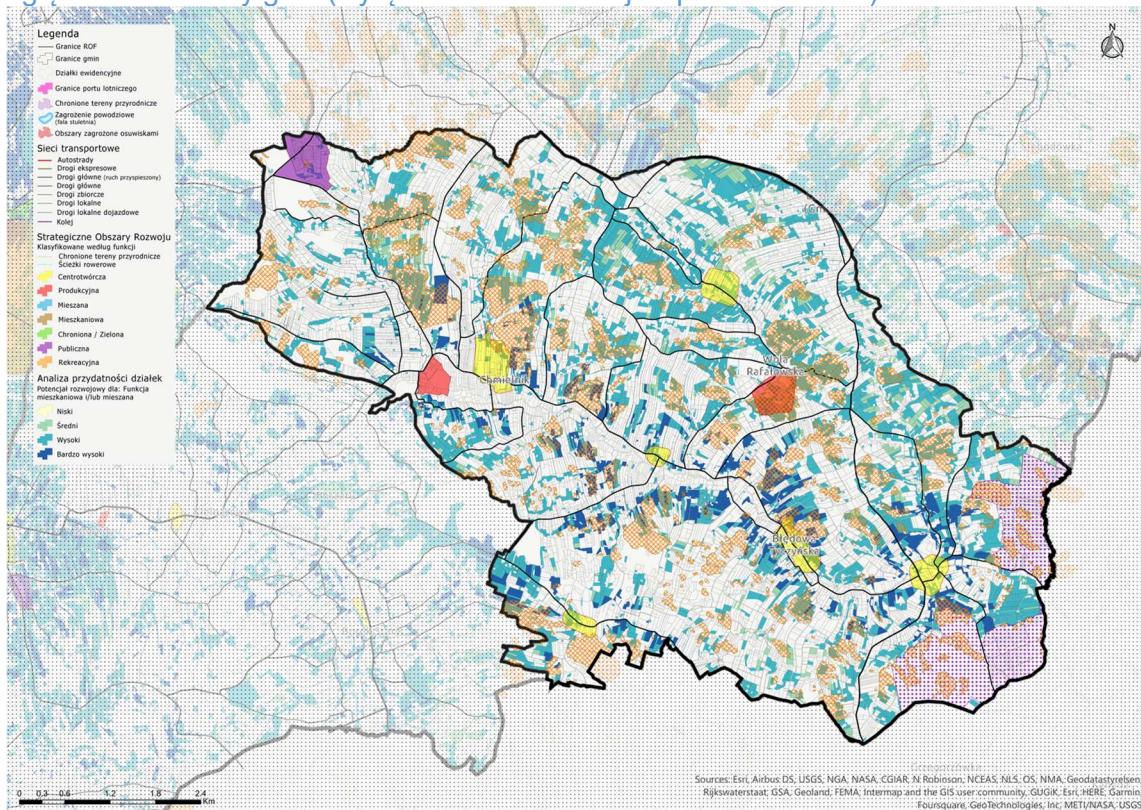 Legenda
Granice ROF
Granice gmin
Działki ewidencyjne
Granice portu lotniczego
Chronione tereny przyrodnicze
Zagrożenie powodziowe
(fala stuletnia)
Obszary zagrożone osuwiskami
Sieci transportowe
Autostrady
Drogi ekspresowe
Drogi główne (ruch przyspieszony)
Drogi główne
Drogi zbiorcze
Drogi lokalne
Drogi lokalne dojazdowe
Kolej
Strategiczne Obszary Rozwoju
Klasyfikowane według funkcji
Chronione tereny przyrodnicze
Ścieżki rowerowe
Centrotwórcza
Produkcyjna
Mieszana
Mieszkaniowa
Chroniona / Zielona
Publiczna
Rekreacyjna
Analiza przydatności działek
Potencjał rozwojowy dla: Funkcja
mieszkaniowa i/lub mieszana
Niski
Średni
Wysoki
Bardzo wysoki
N
Chmielnik
Wola
Rafałowska
Błędowa
0 0,3 0,6 1,2 1,8 2,4
Km
Sources: Esri, Airbus DS, USGS, NGA, NASA, CGIAR, N Robinson, NCEAS, NLS, OS, NMA, Geodatastyrelsen,
Rijkswaterstaat, GSA, Geoland, FEMA, Intermap and the GIS user community, GUGiK, Esri, HERE, Garmin,
Foursquare, GeoTechnologies, Inc, METI/NASA, USGS